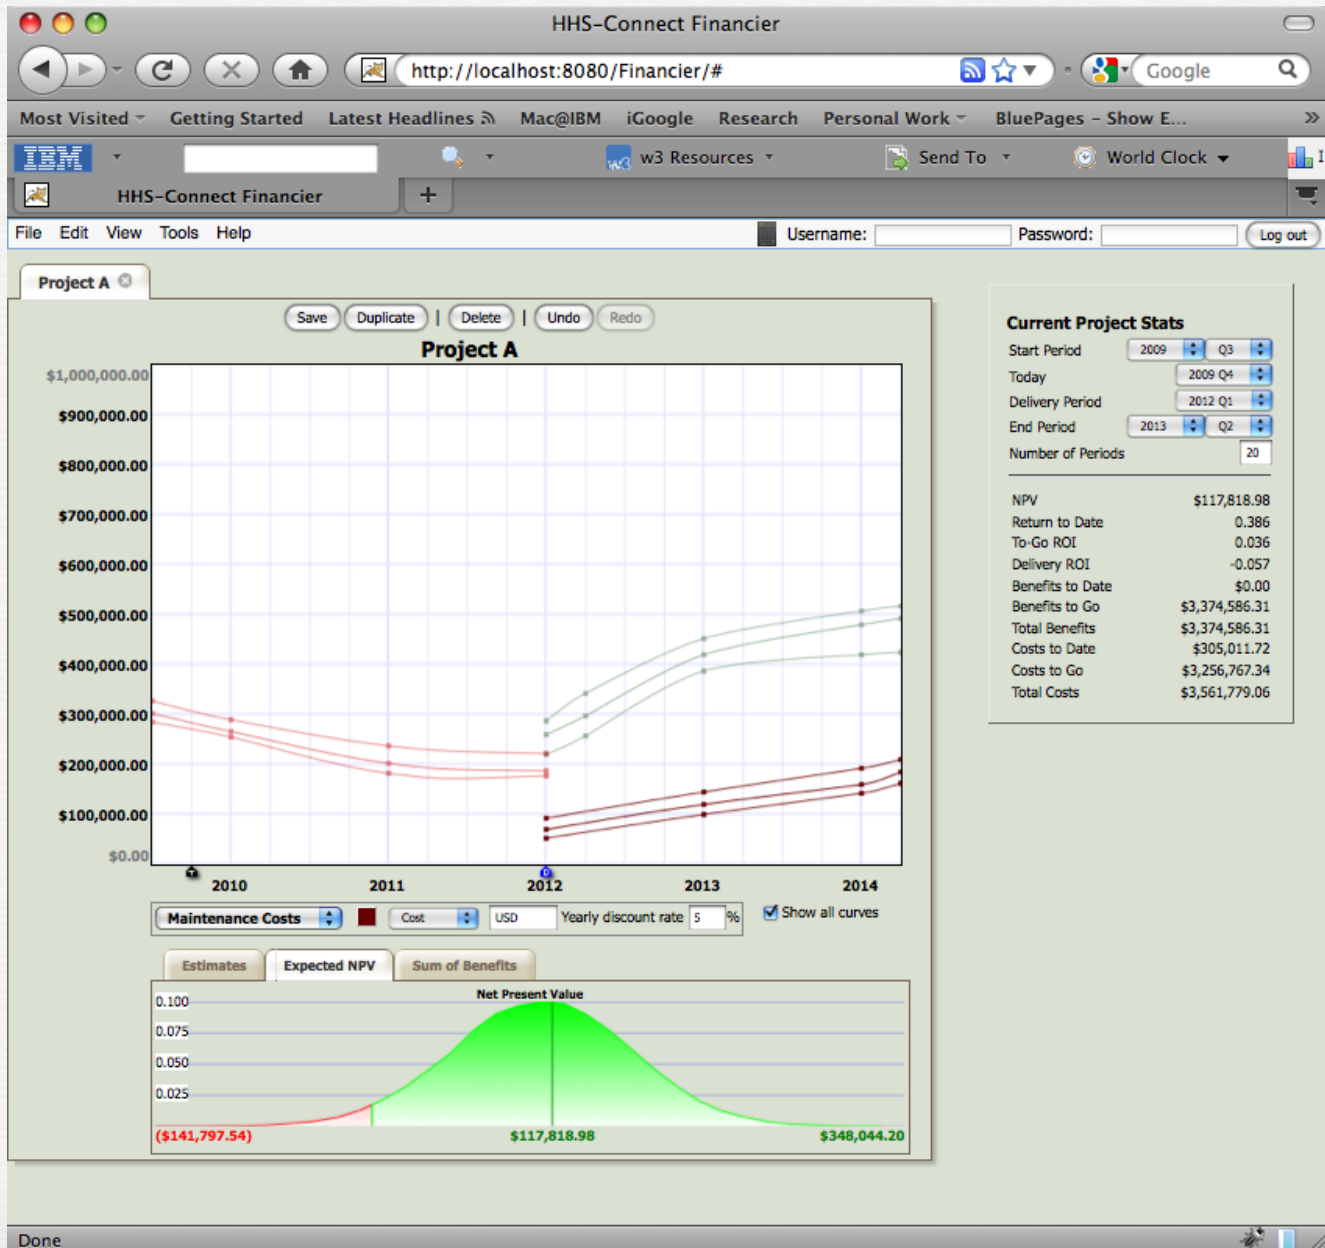 HHS-Connect Financier
http://localhost:8080/Financier/#
Google
Most Visited Getting Started Latest Headlines Mac@IBM iGoogle Research Personal Work BluePages - Show E... »
IBM w3 w3 Resources Send To World Clock I
HHS-Connect Financier +
File Edit View Tools Help Username: Password: Log out
Project A
Save Duplicate | Delete | Undo Redo
Project A
$1,000,000.00
$900,000.00
$800,000.00
$700,000.00
$600,000.00
$500,000.00
$400,000.00
$300,000.00
$200,000.00
$100,000.00
$0.00
T D
2010 2011 2012 2013 2014
Maintenance Costs Cost USD Yearly discount rate 5 % Show all curves
Estimates Expected NPV Sum of Benefits
Net Present Value
0.100
0.075
0.050
0.025
($141,797.54) $117,818.98 $348,044.20
Current Project Stats
Start Period 2009 Q3
Today 2009 Q4
Delivery Period 2012 Q1
End Period 2013 Q2
Number of Periods 20
NPV $117,818.98
Return to Date 0.386
To-Go ROI 0.036
Delivery ROI -0.057
Benefits to Date $0.00
Benefits to Go $3,374,586.31
Total Benefits $3,374,586.31
Costs to Date $305,011.72
Costs to Go $3,256,767.34
Total Costs $3,561,779.06
Done